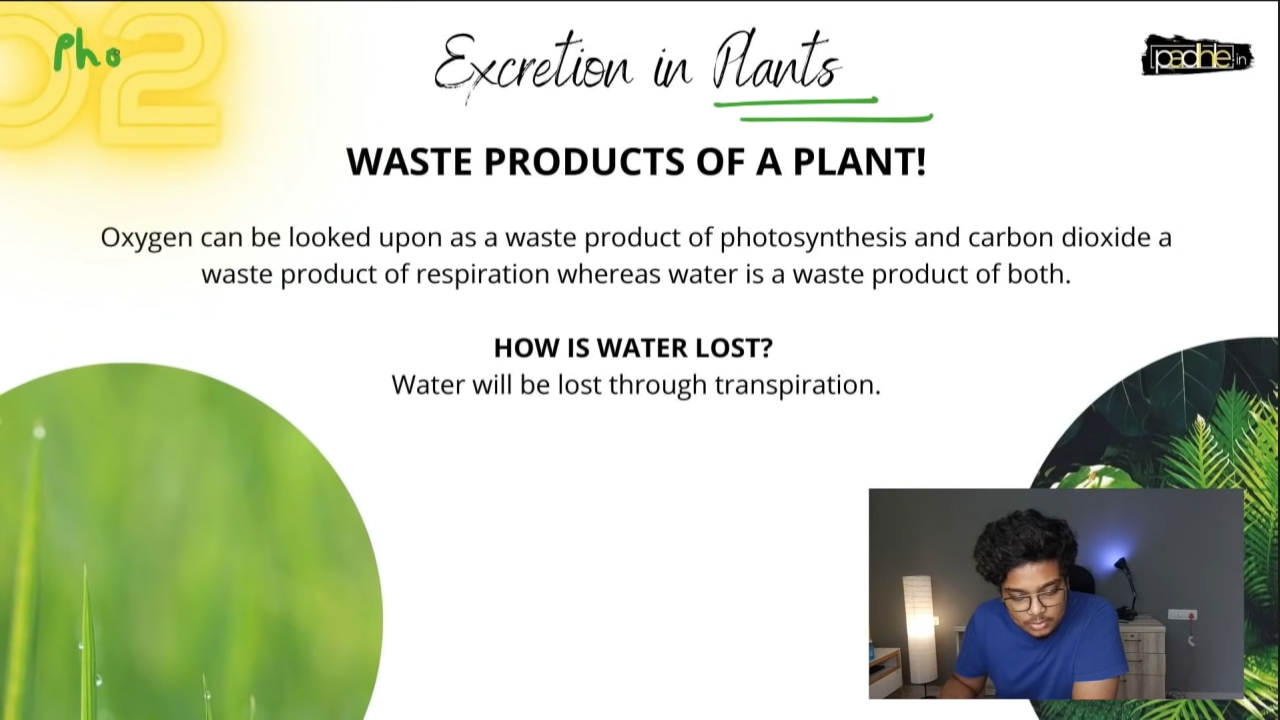 02
Pho
Excretion in Plants
padhle.in
WASTE PRODUCTS OF A PLANT!
Oxygen can be looked upon as a waste product of photosynthesis and carbon dioxide a
waste product of respiration whereas water is a waste product of both.
HOW IS WATER LOST?
Water will be lost through transpiration.